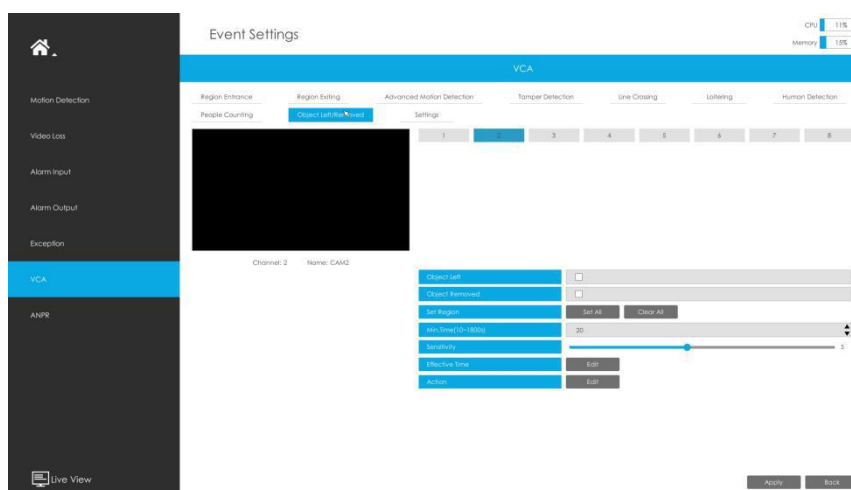 Event Settings
CPU 11%
Memory 15%
VCA
Motion Detection
Video Loss
Alarm Input
Alarm Output
Exception
VCA
ANPR
Live View
Region Entrance Region Exiting Advanced Motion Detection Tamper Detection Line Crossing Loitering Human Detection
People Counting Object Left/Removed Settings
1 2 3 4 5 6 7 8
Channel: 2 Name: CAM2
Object Left
Object Removed
Set Region Set All Clear All
Min.Time(10~1800s) 20
Sensitivity 5
Effective Time Edit
Action Edit
Apply Back